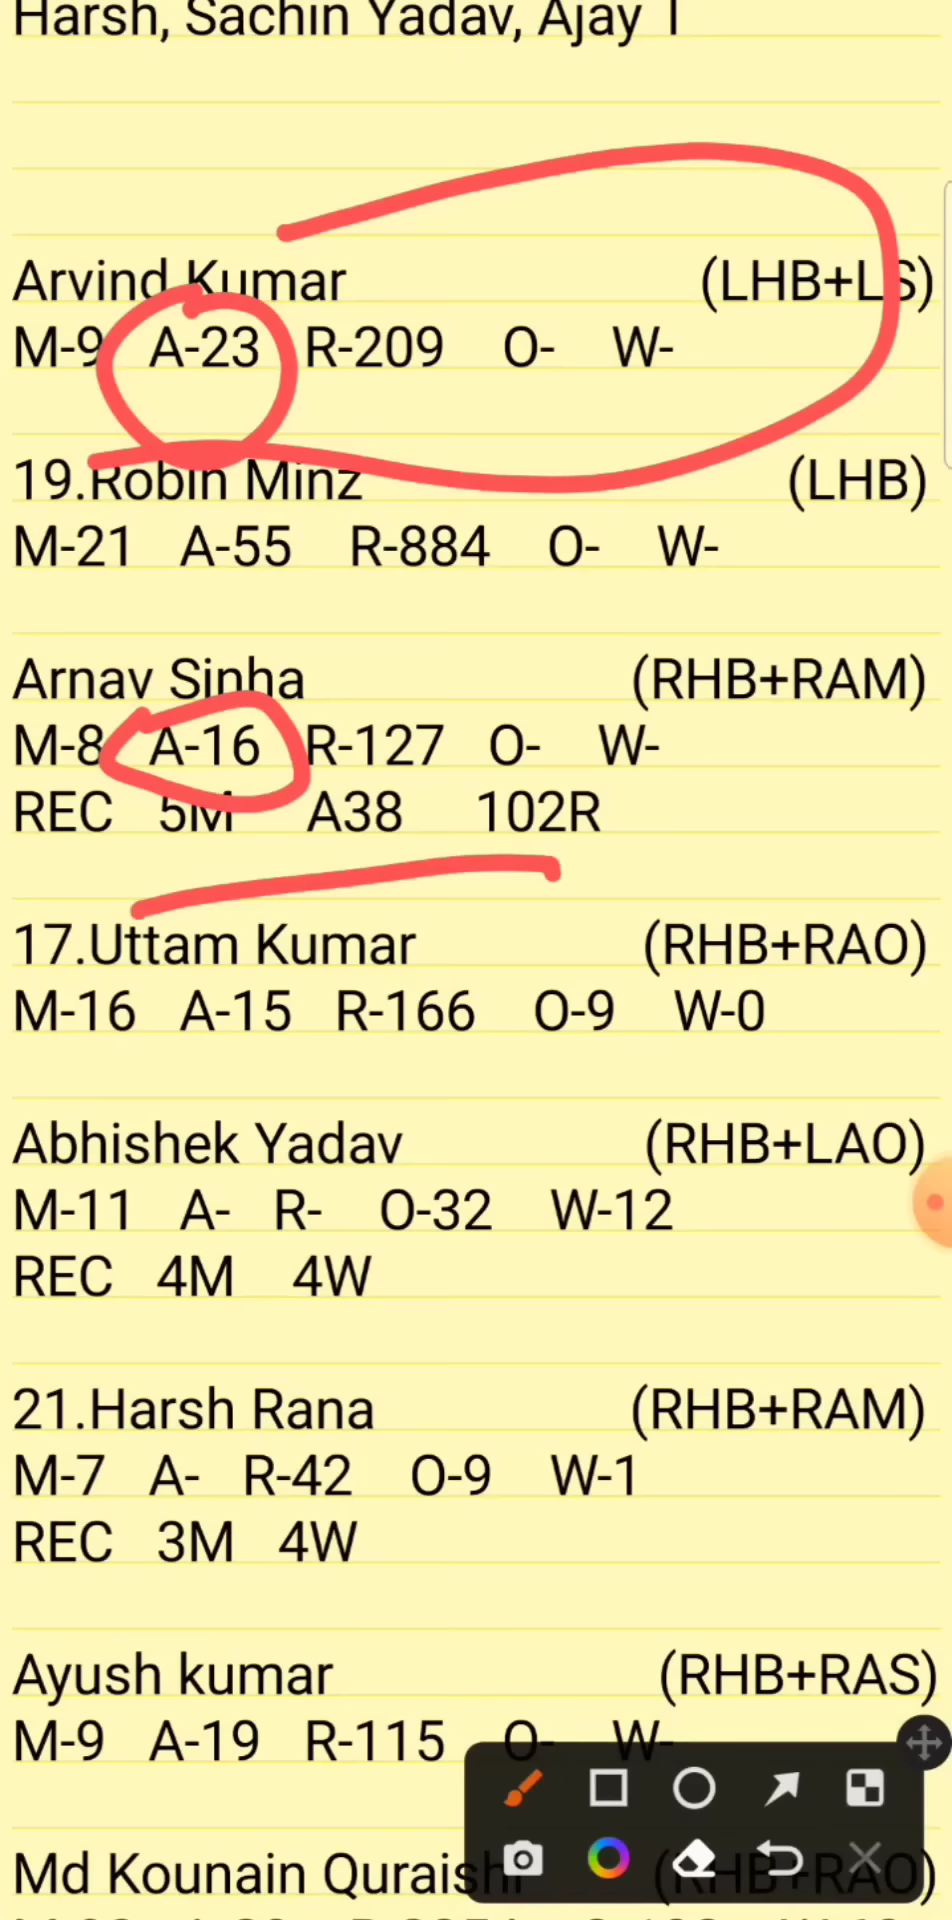 Harsh, Sachin Yadav, Ajay T
Arvind Kumar (LHB+LS)
M-9 A-23 R-209 O- W-
19.Robin Minz (LHB)
M-21 A-55 R-884 O- W-
Arnav Sinha (RHB+RAM)
M-8 A-16 R-127 O- W-
REC 5M A38 102R
17.Uttam Kumar (RHB+RAO)
M-16 A-15 R-166 O-9 W-0
Abhishek Yadav (RHB+LAO)
M-11 A- R- O-32 W-12
REC 4M 4W
21.Harsh Rana (RHB+RAM)
M-7 A- R-42 O-9 W-1
REC 3M 4W
Ayush kumar (RHB+RAS)
M-9 A-19 R-115 O- W-
Md Kounain Quraishi (RHB+RAO)